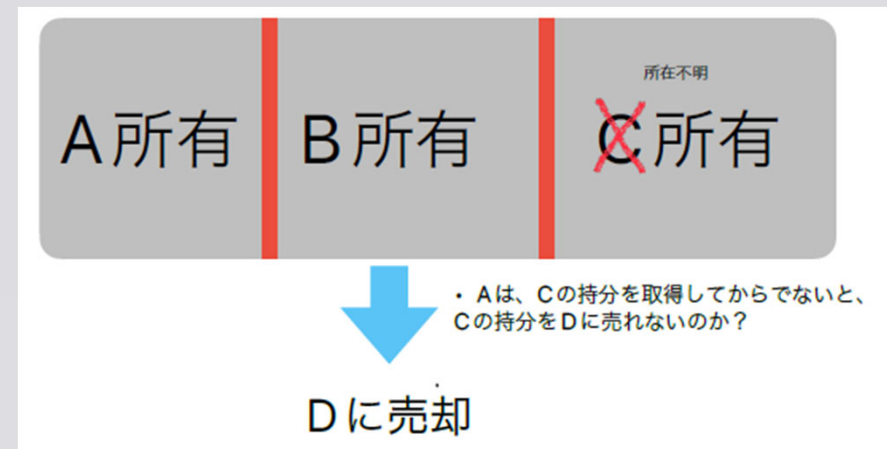 所在不明
A所有
B所有
C所有
・Aは、Cの持分を取得してからでないと、
Cの持分をDに売れないのか？
Dに売却